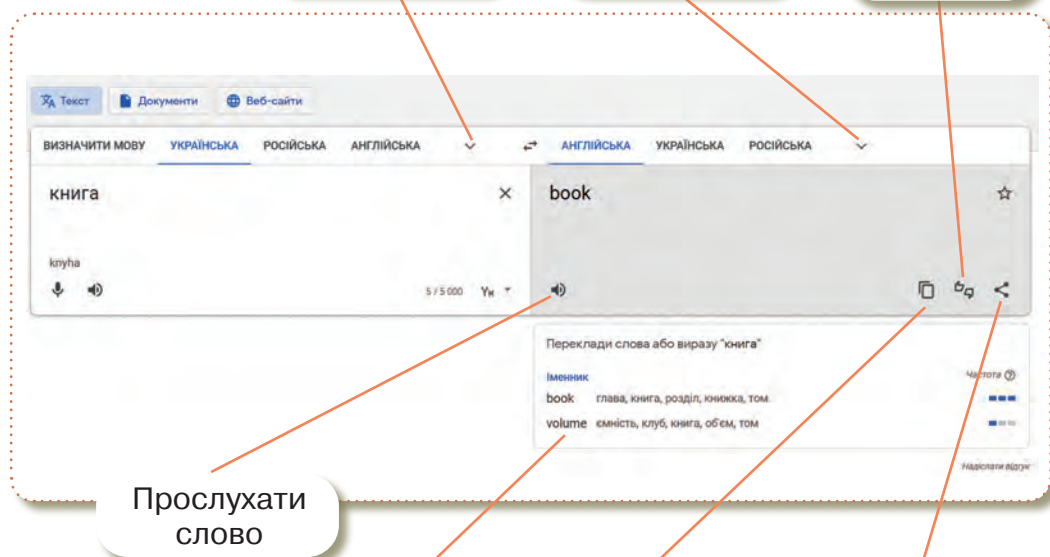 Текст Документи Веб-сайти
ВИЗНАЧИТИ МОВУ УКРАЇНСЬКА РОСІЙСЬКА АНГЛІЙСЬКА АНГЛІЙСЬКА УКРАЇНСЬКА РОСІЙСЬКА
книга book
knyha
5 / 5 000 Ун
Переклади слова або виразу "книга"
Іменник Частота
book глава, книга, розділ, книжка, том
volume ємність, клуб, книга, об'єм, том
Надіслати відгук
Прослухати
слово